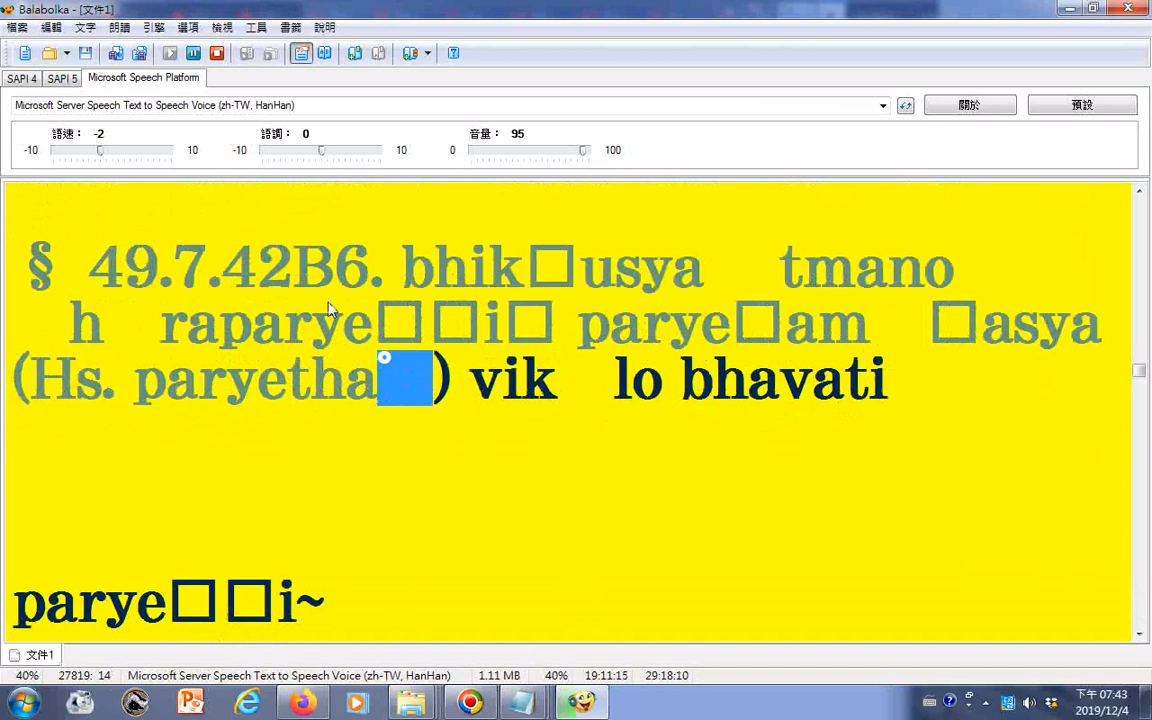 Balabolka - [文件1]
檔案 編輯 文字 朗讀 引擎 選項 檢視 工具 書籤 說明
SAPI 4 SAPI 5 Microsoft Speech Platform
Microsoft Server Speech Text to Speech Voice (zh-TW, HanHan) 關於 預設
語速: -2 語調: 0 音量: 95
-10 10 -10 10 0 100
§ 49.7.42B6. bhik□usya tmano
h raparye□□i□ parye□am □asya
(Hs. paryetha° ) vik lo bhavati
parye□□i~
文件1
40% 27819: 14 Microsoft Server Speech Text to Speech Voice (zh-TW, HanHan) 1.11 MB 40% 19:11:15 29:18:10
下午 07:43
2019/12/4